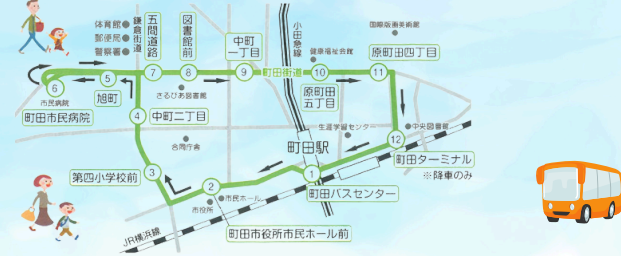 体育館
郵便局
警察署
鎌倉街道
五間道路
図書館前
中町一丁目
小田急線
健康福祉会館
国際版画美術館
原町田四丁目
町田街道
7
8
9
10
11
6
5
市民病院
町田市民病院
旭町
さるびあ図書館
原町田五丁目
4
中町二丁目
合同庁舎
生涯学習センター
中央図書館
12
町田駅
町田ターミナル
※降車のみ
3
第四小学校前
2
1
市役所
市民ホール
町田バスセンター
町田市役所市民ホール前
JR横浜線